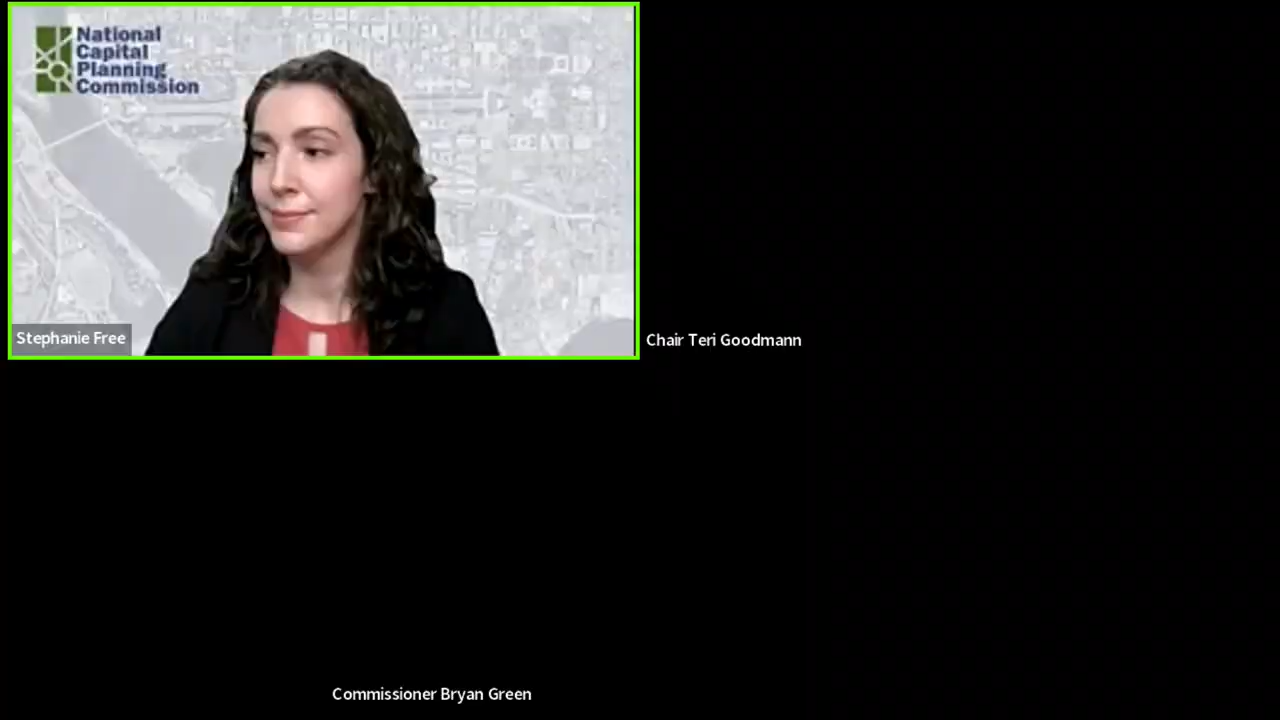 National
Capital
Planning
Commission
Stephanie Free
Chair Teri Goodmann
Commissioner Bryan Green